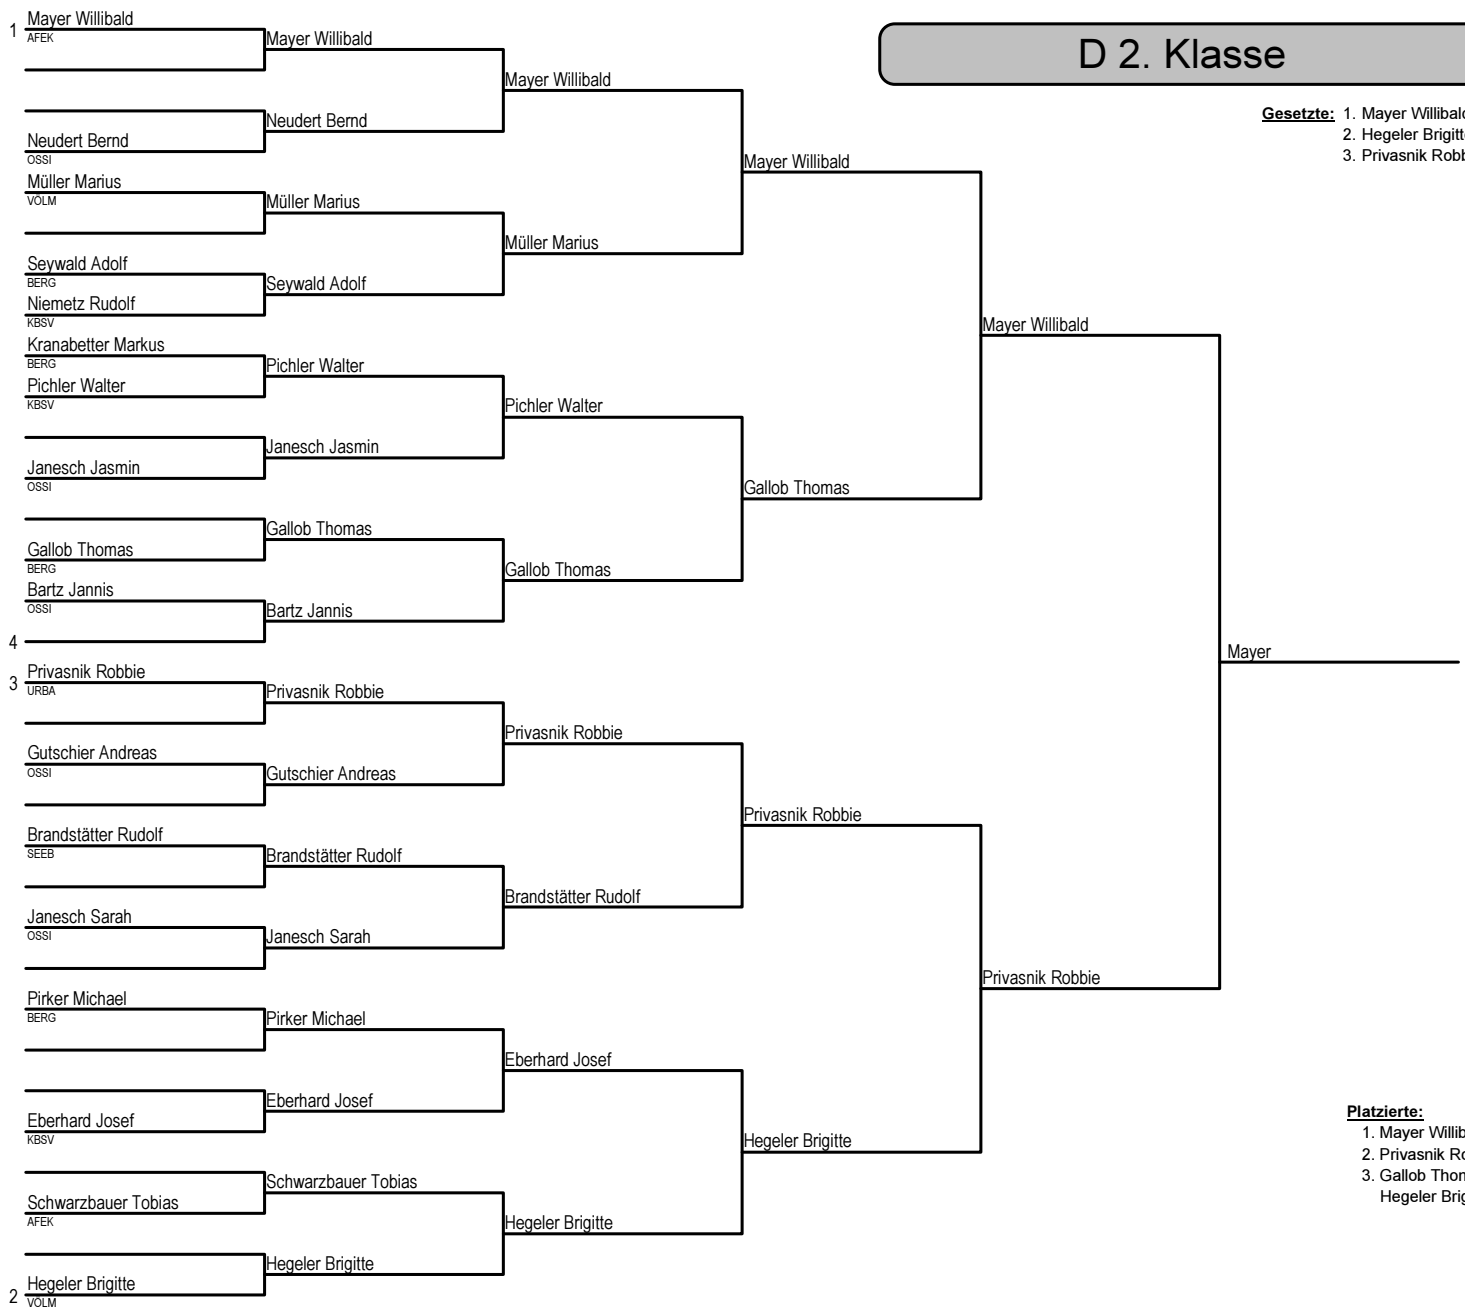 D 2. Klasse
Gesetzte: 1. Mayer Willibald
2. Hegeler Brigitt
3. Privasnik Robb
1
Mayer Willibald
AFEK
Neudert Bernd
OSSI
Müller Marius
VÖLM
Seywald Adolf
BERG
Niemetz Rudolf
KBSV
Kranabetter Markus
BERG
Pichler Walter
KBSV
Janesch Jasmin
OSSI
Gallob Thomas
BERG
Bartz Jannis
OSSI
4
3
Privasnik Robbie
URBA
Gutschier Andreas
OSSI
Brandstätter Rudolf
SEEB
Janesch Sarah
OSSI
Pirker Michael
BERG
Eberhard Josef
KBSV
Schwarzbauer Tobias
AFEK
Hegeler Brigitte
2
VÖLM
Mayer Willibald
Neudert Bernd
Müller Marius
Seywald Adolf
Pichler Walter
Janesch Jasmin
Gallob Thomas
Bartz Jannis
Privasnik Robbie
Gutschier Andreas
Brandstätter Rudolf
Janesch Sarah
Pirker Michael
Eberhard Josef
Schwarzbauer Tobias
Hegeler Brigitte
Mayer Willibald
Müller Marius
Pichler Walter
Gallob Thomas
Privasnik Robbie
Brandstätter Rudolf
Eberhard Josef
Hegeler Brigitte
Mayer Willibald
Gallob Thomas
Privasnik Robbie
Hegeler Brigitte
Mayer Willibald
Privasnik Robbie
Mayer
Platzierte:
1. Mayer Willib
2. Privasnik Ro
3. Gallob Thom
Hegeler Brig